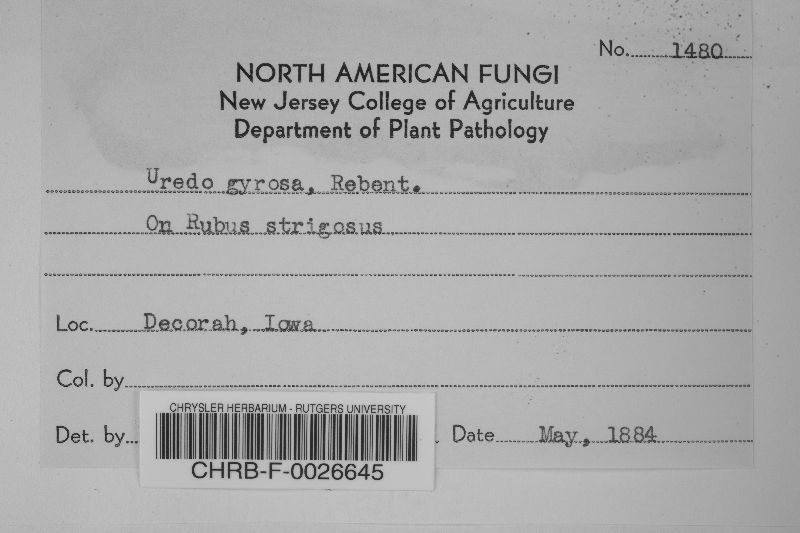 No. 1480
NORTH AMERICAN FUNGI
New Jersey College of Agriculture
Department of Plant Pathology
Uredo gyrosa, Rebent.
On Rubus strigosus
Loc. Decorah, Iowa
Col. by
Det. by Date May, 1884
CHRYSLER HERBARIUM - RUTGERS UNIVERSITY
CHRB-F-0026645